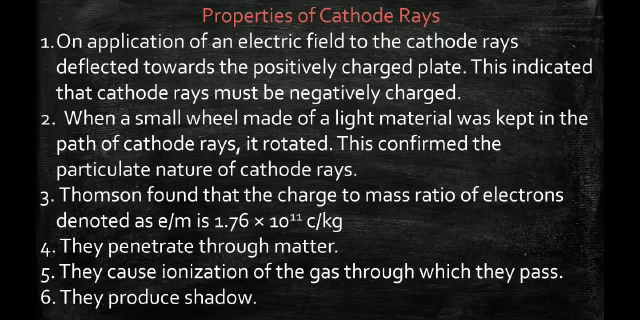 Properties of Cathode Rays
1. On application of an electric field to the cathode rays
deflected towards the positively charged plate. This indicated
that cathode rays must be negatively charged.
2. When a small wheel made of a light material was kept in the
path of cathode rays, it rotated. This confirmed the
particulate nature of cathode rays.
3. Thomson found that the charge to mass ratio of electrons
denoted as e/m is 1.76 × 10¹¹ c/kg
4. They penetrate through matter.
5. They cause ionization of the gas through which they pass.
6. They produce shadow.